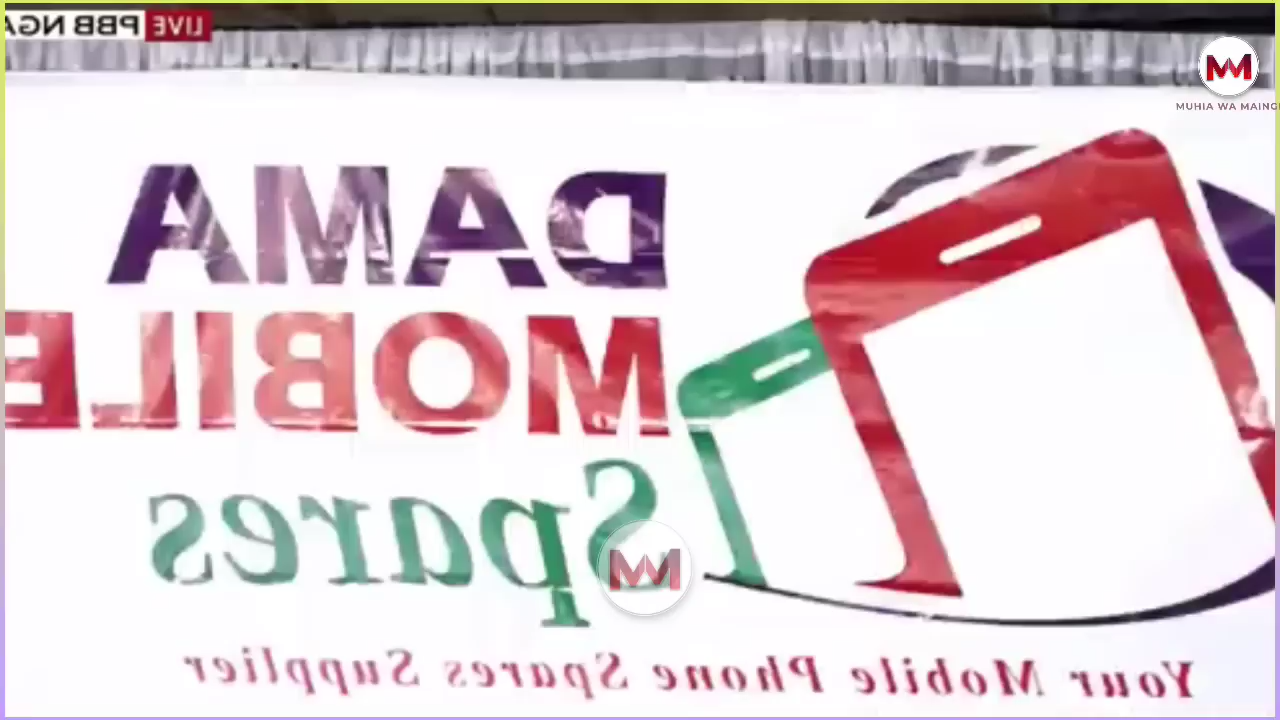 LIVE PBB NGA
MUHIA WA MAINGI
DAMA
MOBILE
Spares
Your Mobile Phone Spares Supplier